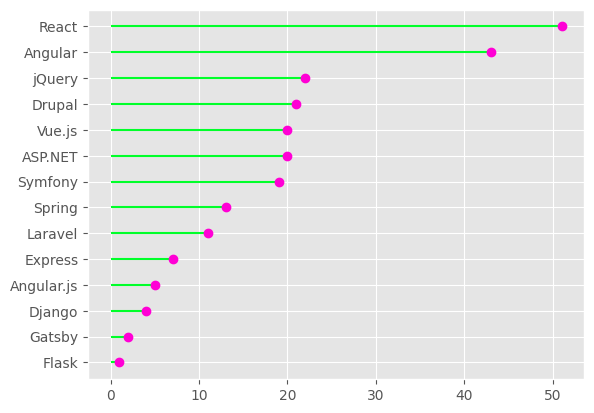 React
Angular
jQuery
Drupal
Vue.js
ASP.NET
Symfony
Spring
Laravel
Express
Angular.js
Django
Gatsby
Flask
0 10 20 30 40 50